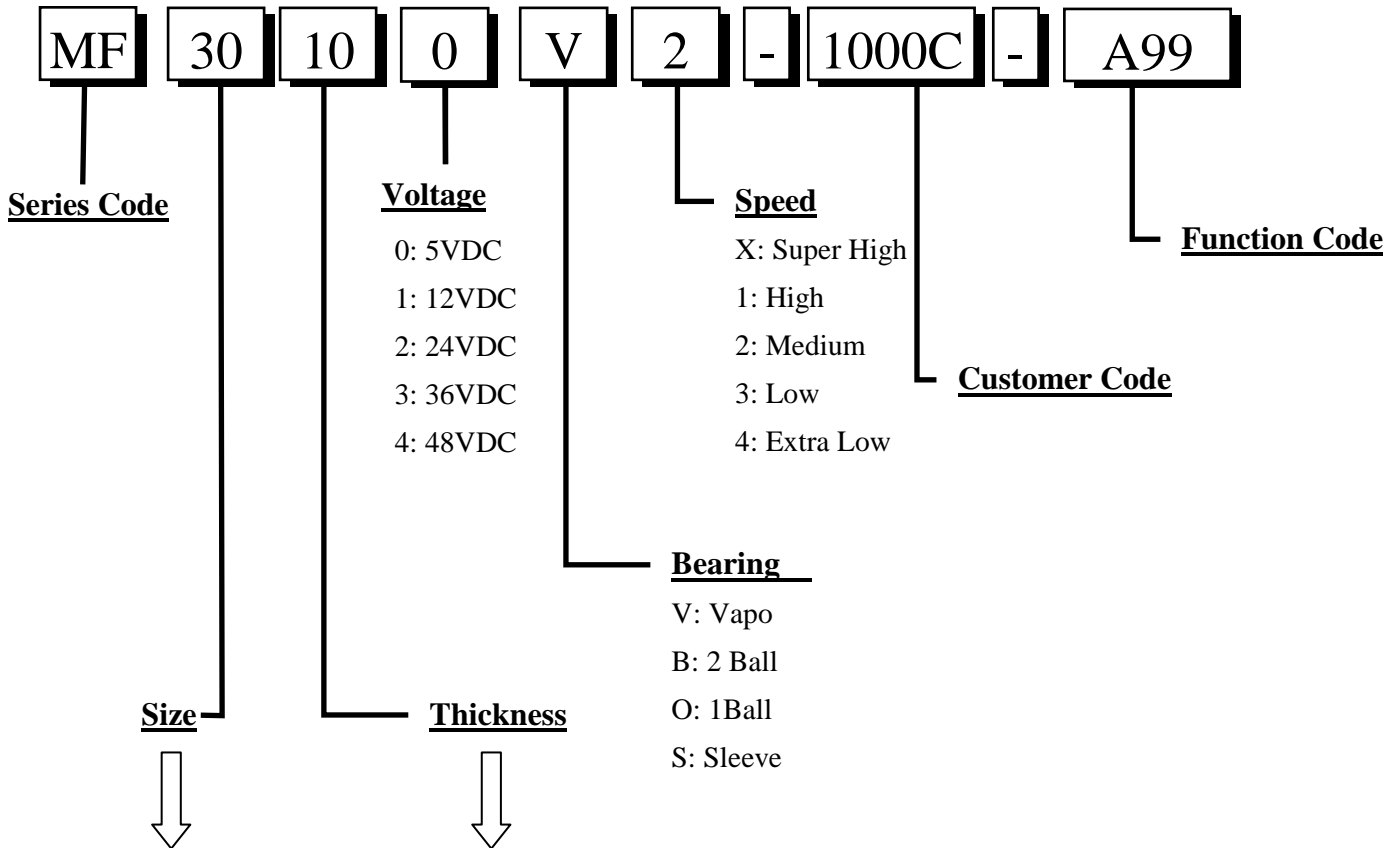 MF 30 10 0 V 2 - 1000C - A99
Series Code
Voltage
0: 5VDC
1: 12VDC
2: 24VDC
3: 36VDC
4: 48VDC
Speed
X: Super High
1: High
2: Medium
3: Low
4: Extra Low
Function Code
Customer Code
Bearing
V: Vapo
B: 2 Ball
O: 1Ball
S: Sleeve
Size
Thickness